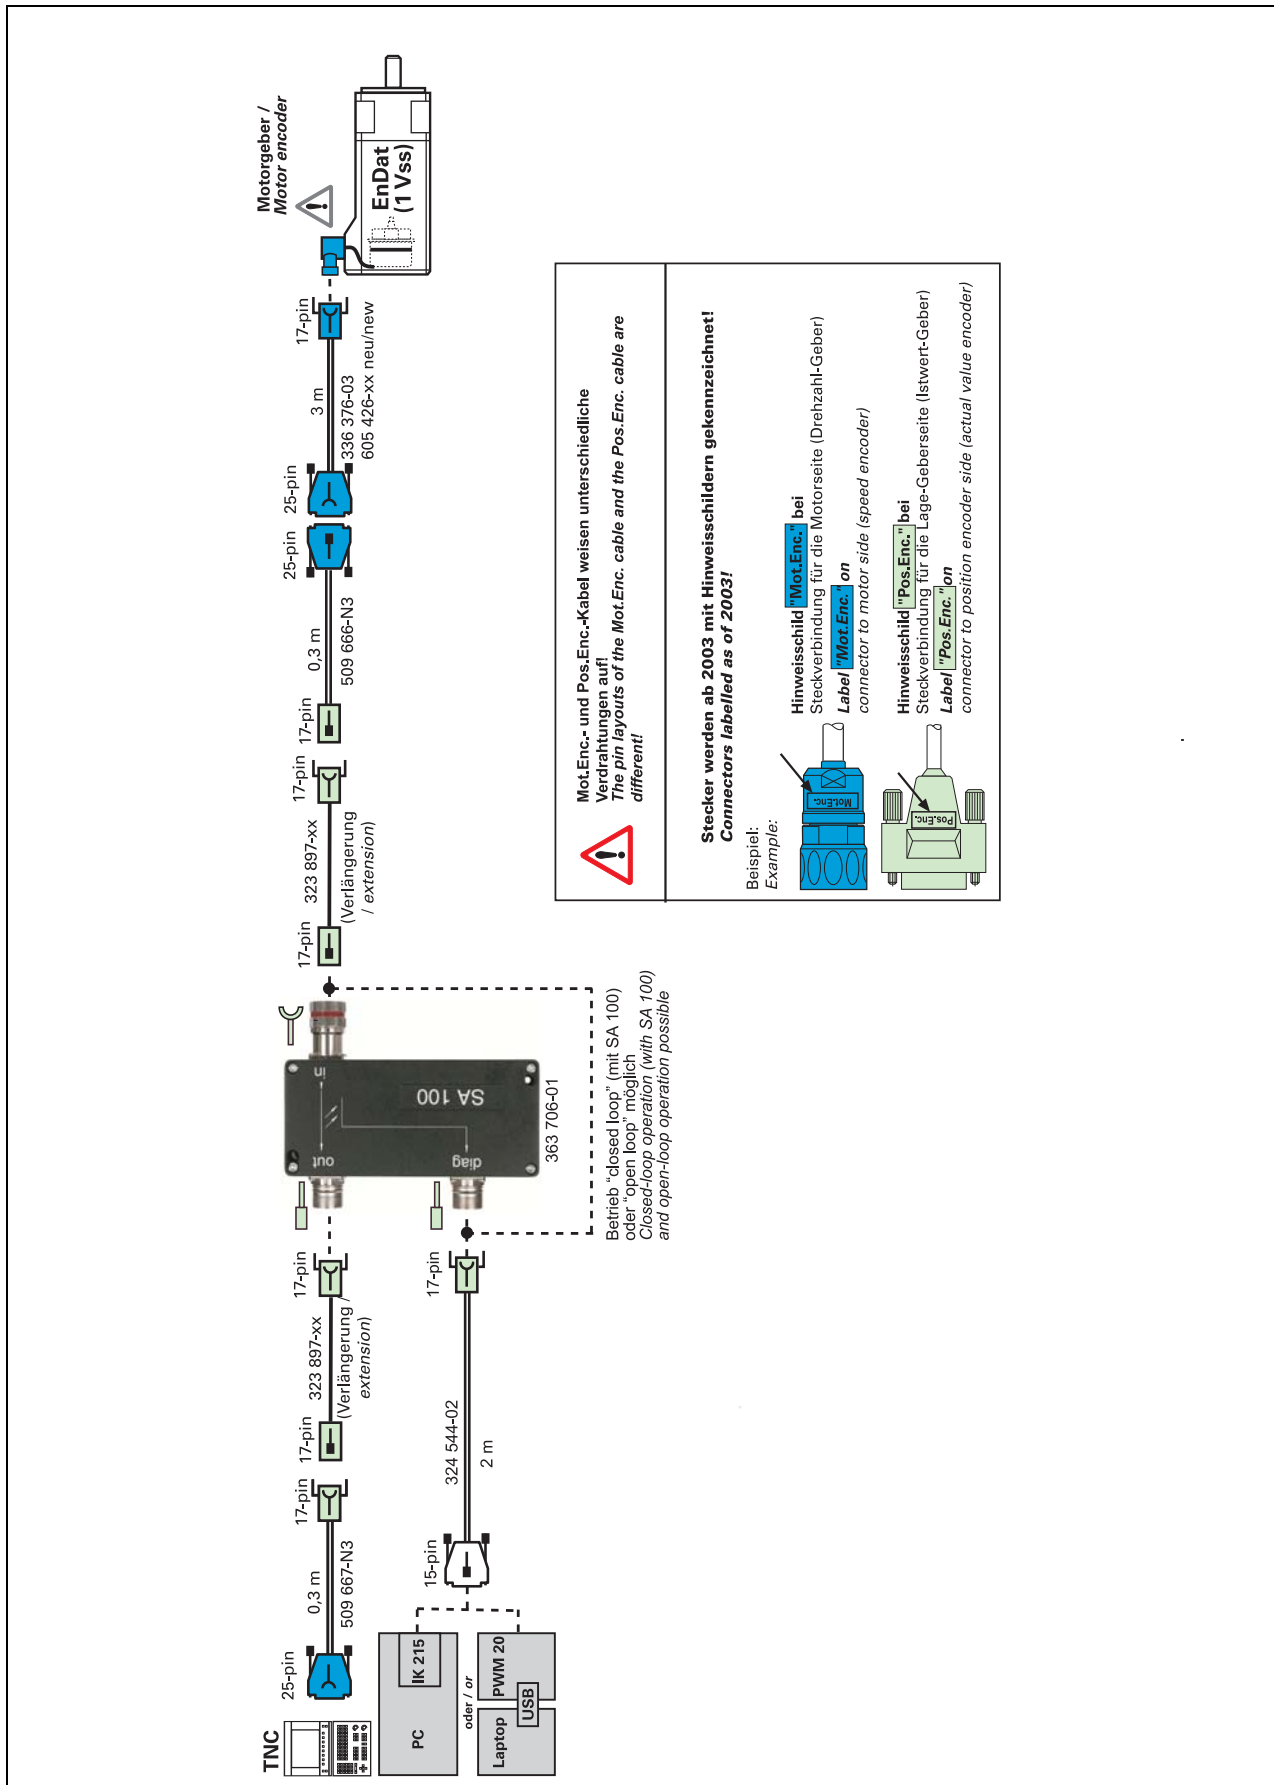 TNC
25-pin
0,3 m
509 667-N3
17-pin
17-pin
323 897-xx
(Verlängerung /
extension)
17-pin
out
in
diag
SA 100
363 706-01
17-pin
323 897-xx
(Verlängerung
/ extension)
17-pin
17-pin
0,3 m
509 666-N3
25-pin
25-pin
3 m
336 376-03
605 426-xx neu/new
17-pin
Motorgeber /
Motor encoder
EnDat
(1 Vss)
PC
IK 215
oder / or
Laptop
USB
PWM 20
15-pin
324 544-02
2 m
17-pin
Betrieb "closed loop" (mit SA 100)
oder "open loop" möglich
Closed-loop operation (with SA 100)
and open-loop operation possible
Mot.Enc.- und Pos.Enc.-Kabel weisen unterschiedliche
Verdrahtungen auf!
The pin layouts of the Mot.Enc. cable and the Pos.Enc. cable are
different!
Stecker werden ab 2003 mit Hinweisschildern gekennzeichnet!
Connectors labelled as of 2003!
Beispiel:
Example:
Mot.Enc.
Hinweisschild "Mot.Enc." bei
Steckverbindung für die Motorseite (Drehzahl-Geber)
Label "Mot.Enc." on
connector to motor side (speed encoder)
Pos.Enc.
Hinweisschild "Pos.Enc." bei
Steckverbindung für die Lage-Geberseite (Istwert-Geber)
Label "Pos.Enc." on
connector to position encoder side (actual value encoder)